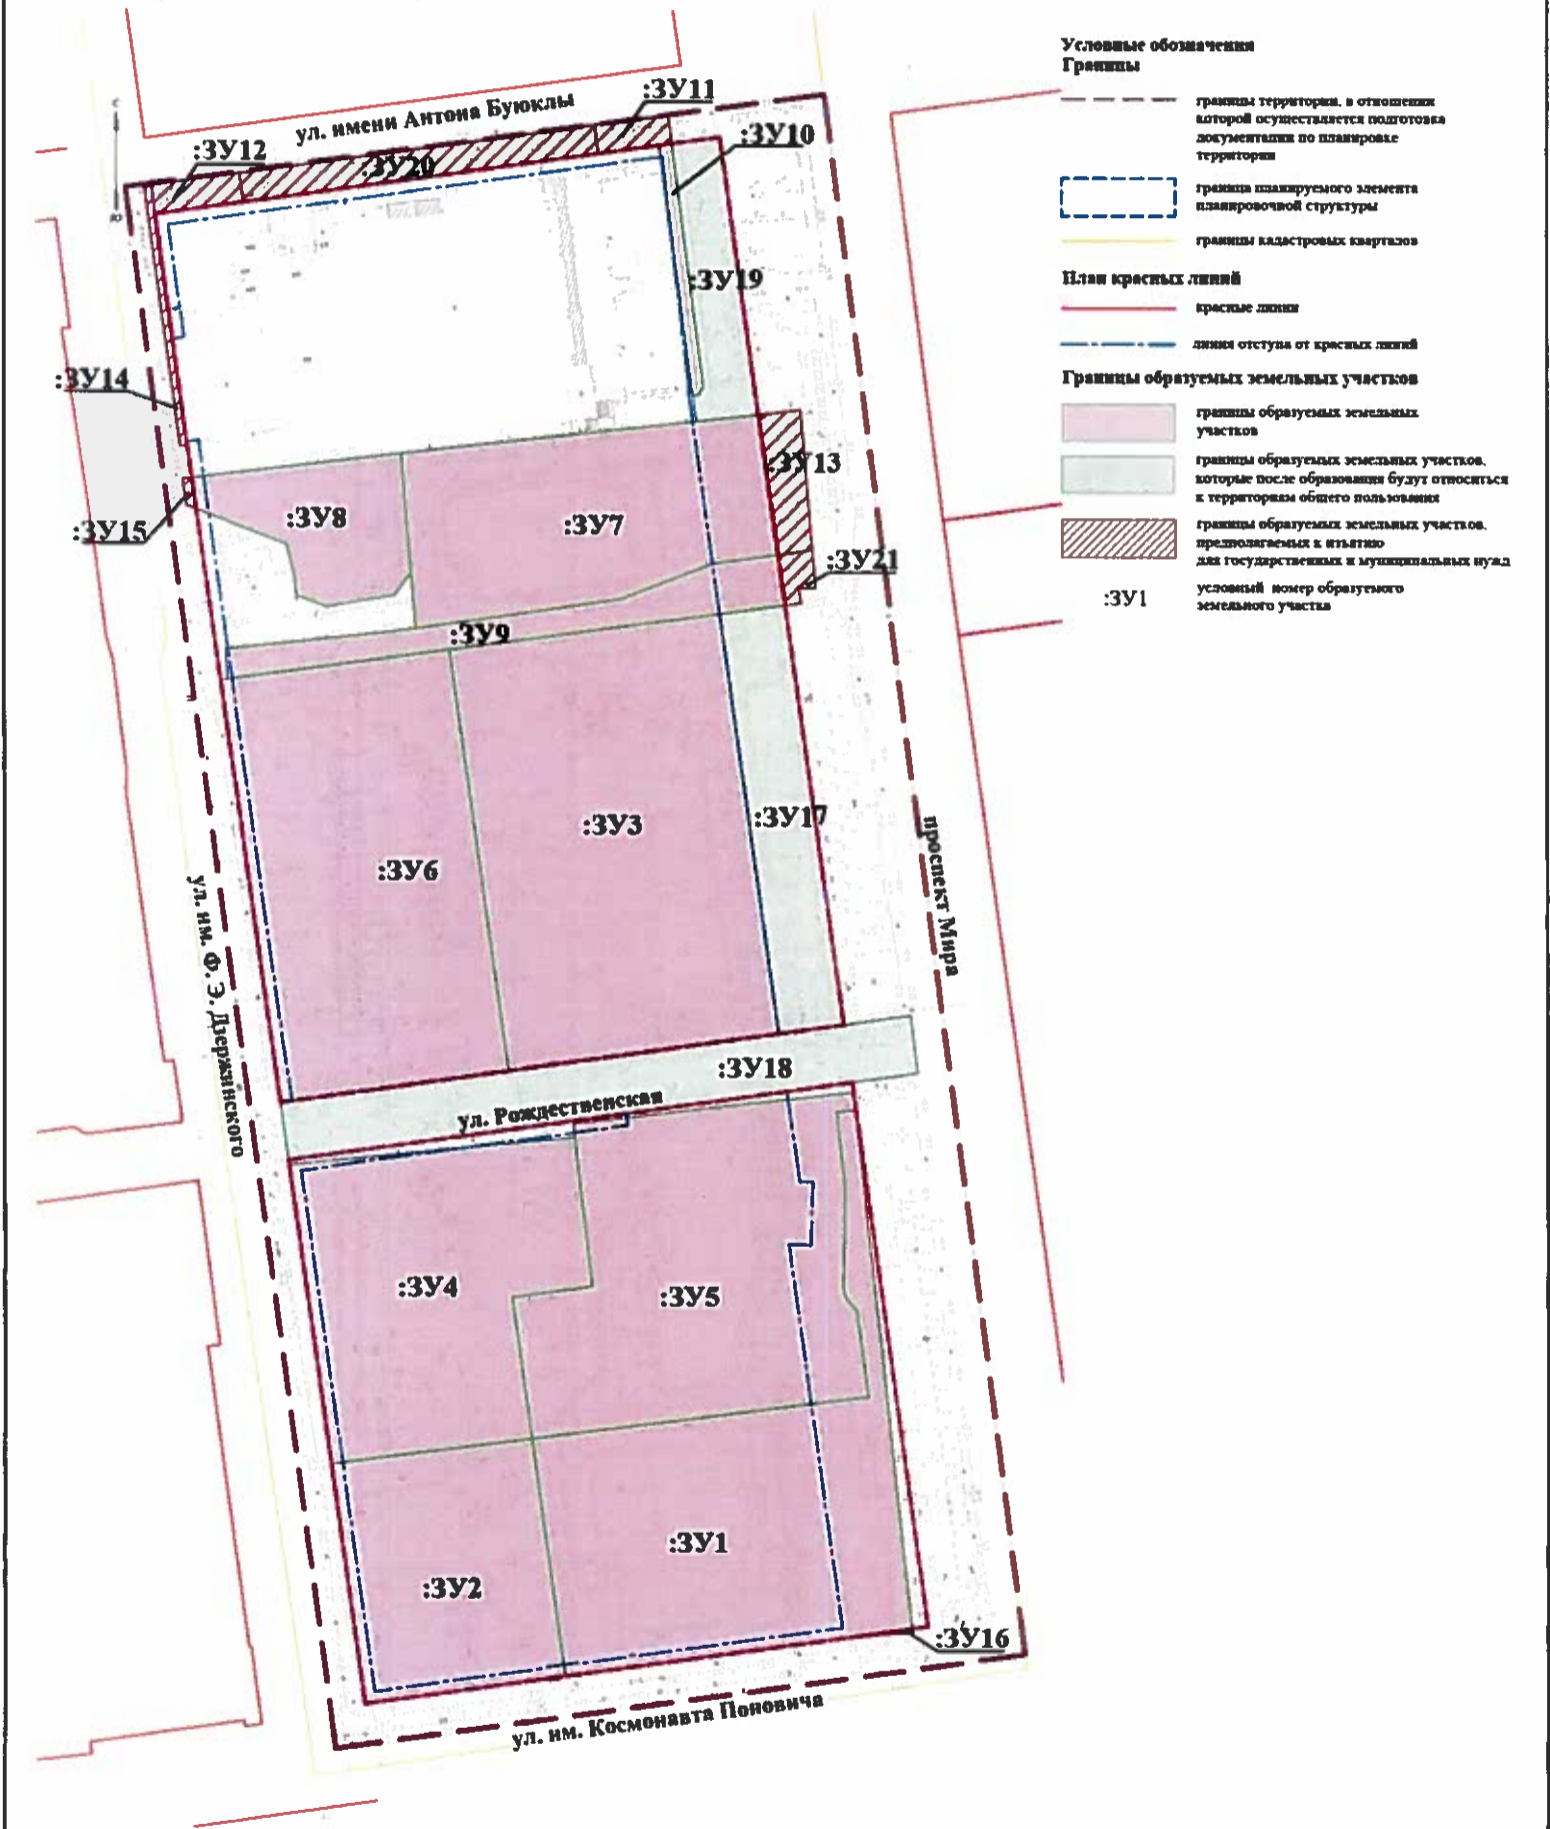 Условные обозначения
Границы
границы территории, в отношении
которой осуществляется подготовка
документации по планировке
территории
граница планируемого элемента
планировочной структуры
границы кадастровых кварталов
План красных линий
красные линии
линия отступа от красных линий
Границы образуемых земельных участков
границы образуемых земельных
участков
границы образуемых земельных участков,
которые после образования будут относиться
к территориям общего пользования
границы образуемых земельных участков,
предполагаемых к изъятию
для государственных и муниципальных нужд
:ЗУ1
условный номер образуемого
земельного участка
ул. имени Антона Буюклы
:ЗУ11
:ЗУ10
:ЗУ12
:ЗУ20
:ЗУ19
:ЗУ14
:ЗУ13
:ЗУ15
:ЗУ8
:ЗУ7
:ЗУ21
:ЗУ9
:ЗУ3
:ЗУ17
:ЗУ6
проспект Мира
ул. им. Ф. Э. Дзержинского
:ЗУ18
ул. Рождественская
:ЗУ4
:ЗУ5
:ЗУ1
:ЗУ2
:ЗУ16
ул. им. Космонавта Поповича